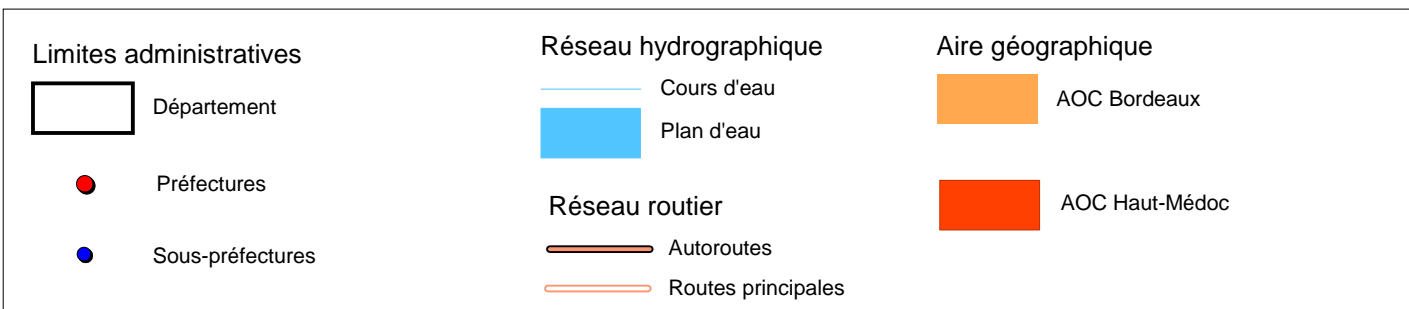 Limites administratives
Département
Préfectures
Sous-préfectures
Réseau hydrographique
Cours d'eau
Plan d'eau
Réseau routier
Autoroutes
Routes principales
Aire géographique
AOC Bordeaux
AOC Haut-Médoc